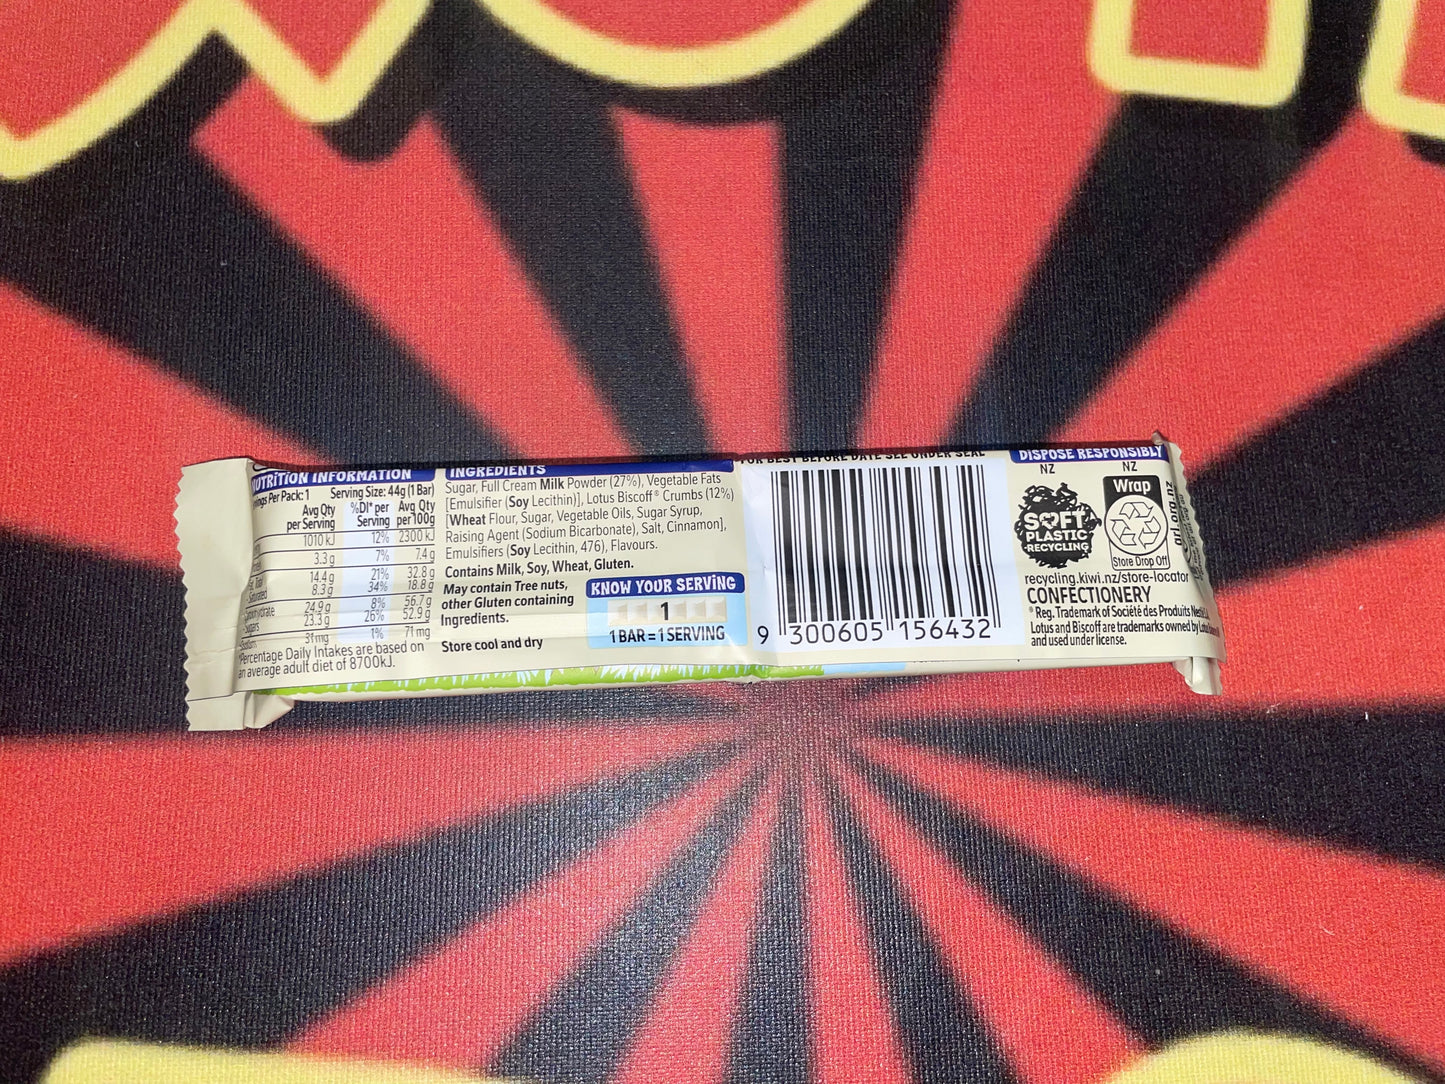 NUTRITION INFORMATION
Per Pack: 1 Serving Size: 44g (1 Bar)
Avg Qty per Serving %DI* per Serving Avg Qty per 100g
1010 kJ 12% 2300 kJ
3.3 g 7% 7.4 g
14.4 g 21% 32.8 g
8.3 g 34% 18.8 g
24.9 g 8% 56.7 g
23.3 g 26% 52.9 g
31mg 1% 71 mg
*Percentage Daily Intakes are based on
an average adult diet of 8700kJ.
INGREDIENTS
Sugar, Full Cream Milk Powder (27%), Vegetable Fats
[Emulsifier (Soy Lecithin)], Lotus Biscoff® Crumbs (12%)
[Wheat Flour, Sugar, Vegetable Oils, Sugar Syrup,
Raising Agent (Sodium Bicarbonate), Salt, Cinnamon],
Emulsifiers (Soy Lecithin, 476), Flavours.
Contains Milk, Soy, Wheat, Gluten.
May contain Tree nuts,
other Gluten containing
Ingredients.
Store cool and dry
KNOW YOUR SERVING
1
1 BAR = 1 SERVING
FOR BEST BEFORE DATE SEE UNDER SEAL
9 300605 156432
DISPOSE RESPONSIBLY
NZ
SOFT
PLASTIC
RECYCLING
NZ
Wrap
Store Drop Off
recycling.kiwi.nz/store-locator
CONFECTIONERY
® Reg. Trademark of Société des Produits Nestlé
Lotus and Biscoff are trademarks owned by Lotus
and used under license.